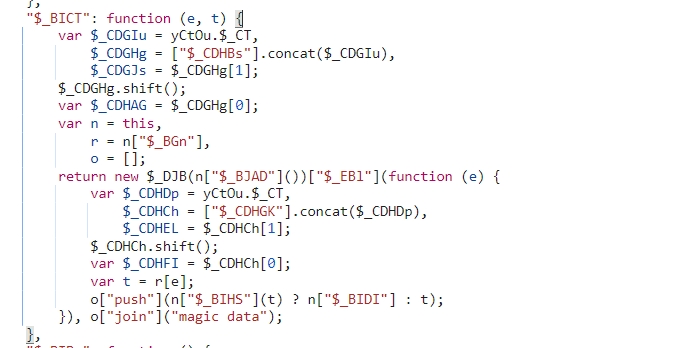 "$_BICT": function (e, t) {
var $_CDGIu = yCtOu.$_CT,
$_CDGHg = ["$_CDHBs"].concat($_CDGIu),
$_CDGJs = $_CDGHg[1];
$_CDGHg.shift();
var $_CDHAG = $_CDGHg[0];
var n = this,
r = n["$_BGn"],
o = [];
return new $_DJB(n["$_BJAD"]())["$_EBl"](function (e) {
var $_CDHDp = yCtOu.$_CT,
$_CDHCh = ["$_CDHGK"].concat($_CDHDp),
$_CDHEL = $_CDHCh[1];
$_CDHCh.shift();
var $_CDHFI = $_CDHCh[0];
var t = r[e];
o["push"](n["$_BIHS"](t) ? n["$_BIDI"] : t);
}), o["join"]("magic data");
},